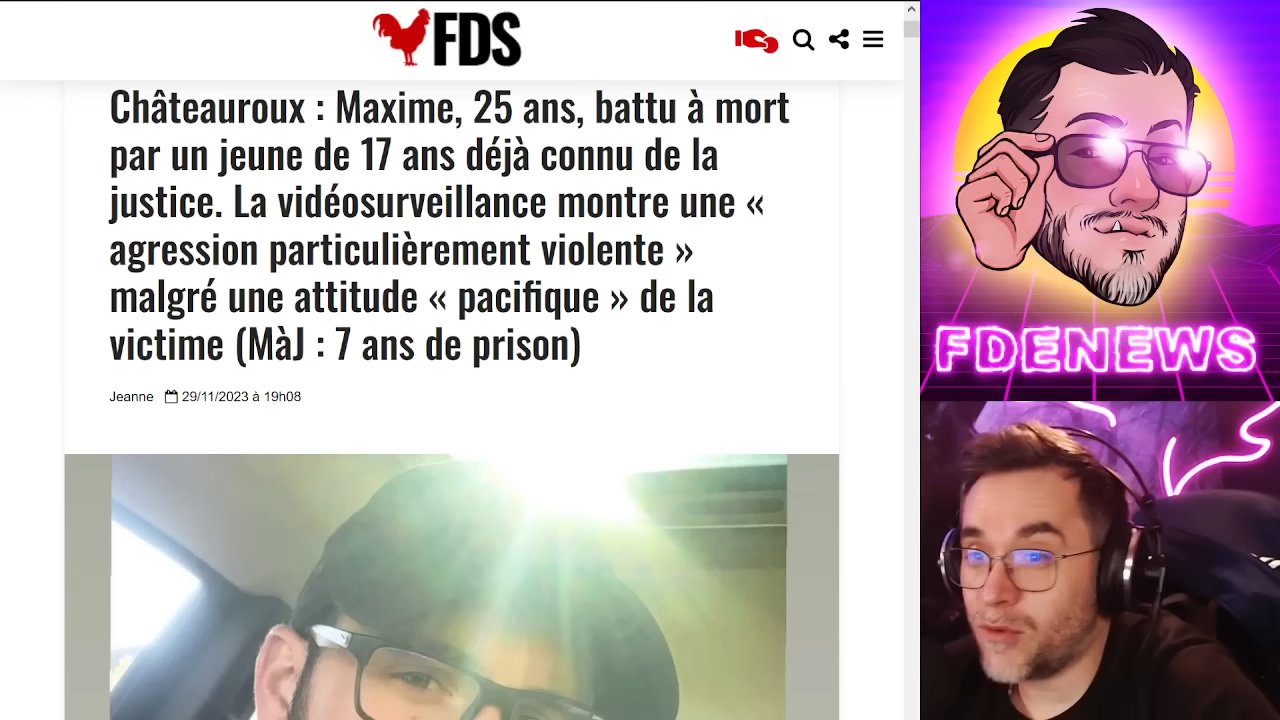 FDS
Châteauroux : Maxime, 25 ans, battu à mort
par un jeune de 17 ans déjà connu de la
justice. La vidéosurveillance montre une «
agression particulièrement violente »
malgré une attitude « pacifique » de la
victime (MàJ : 7 ans de prison)
Jeanne 29/11/2023 à 19h08
FDENEWS